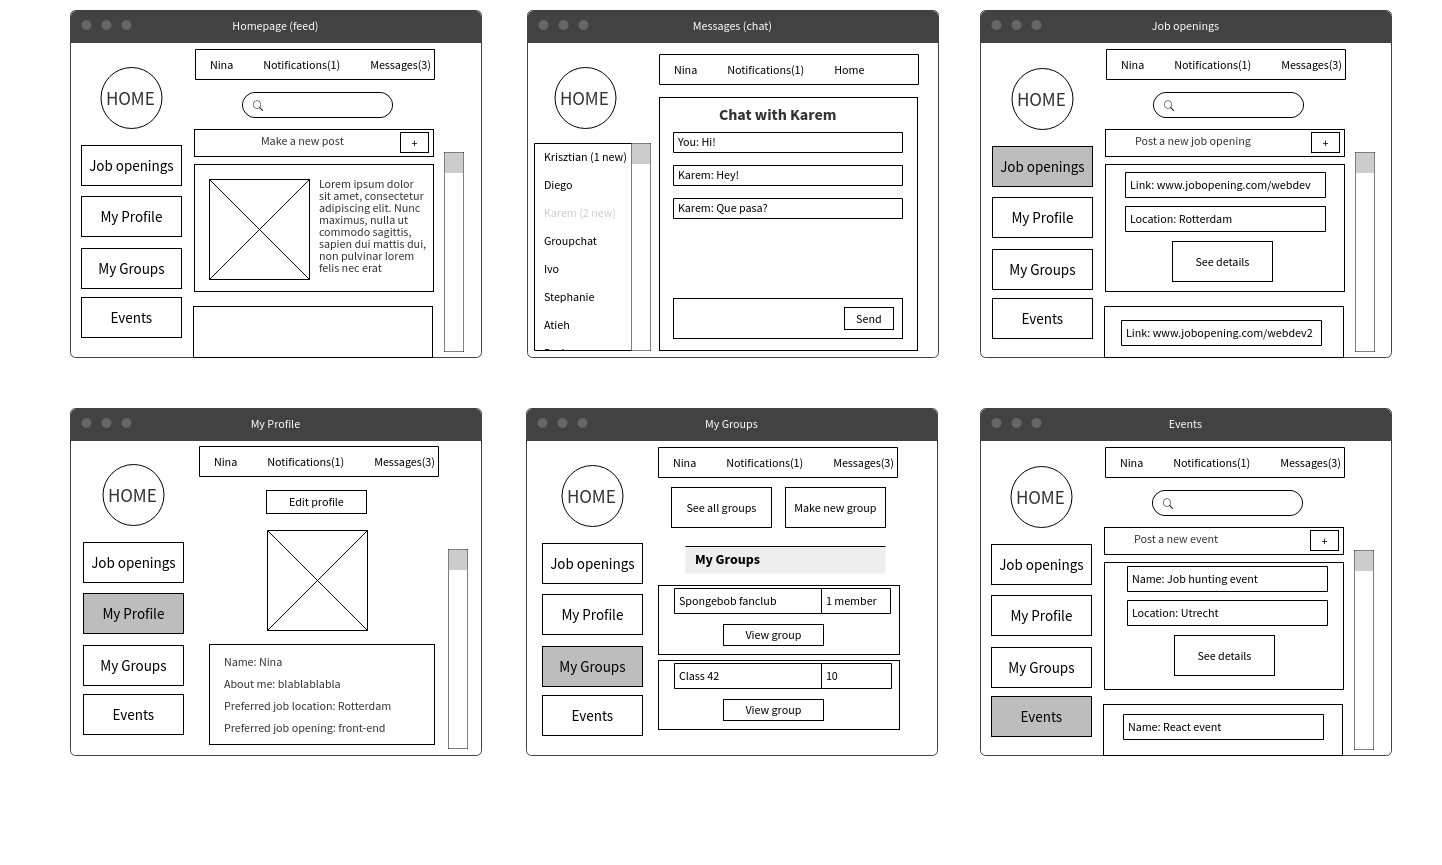 Homepage (feed)
Nina Notifications(1) Messages(3)
HOME
Make a new post +
Job openings
My Profile
My Groups
Events
Lorem ipsum dolor
sit amet, consectetur
adipiscing elit. Nunc
maximus, nulla ut
commodo sagittis,
sapien dui mattis dui,
non pulvinar lorem
felis nec erat
Messages (chat)
Nina Notifications(1) Home
HOME
Krisztian (1 new)
Diego
Karem (2 new)
Groupchat
Ivo
Stephanie
Atieh
Chat with Karem
You: Hi!
Karem: Hey!
Karem: Que pasa?
Send
Job openings
Nina Notifications(1) Messages(3)
HOME
Post a new job opening +
Job openings
My Profile
My Groups
Events
Link: www.jobopening.com/webdev
Location: Rotterdam
See details
Link: www.jobopening.com/webdev2
My Profile
Nina Notifications(1) Messages(3)
HOME
Edit profile
Job openings
My Profile
My Groups
Events
Name: Nina
About me: blablablabla
Preferred job location: Rotterdam
Preferred job opening: front-end
My Groups
Nina Notifications(1) Messages(3)
HOME
See all groups Make new group
Job openings
My Profile
My Groups
Events
My Groups
Spongebob fanclub 1 member
View group
Class 42 10
View group
Events
Nina Notifications(1) Messages(3)
HOME
Post a new event +
Job openings
My Profile
My Groups
Events
Name: Job hunting event
Location: Utrecht
See details
Name: React event